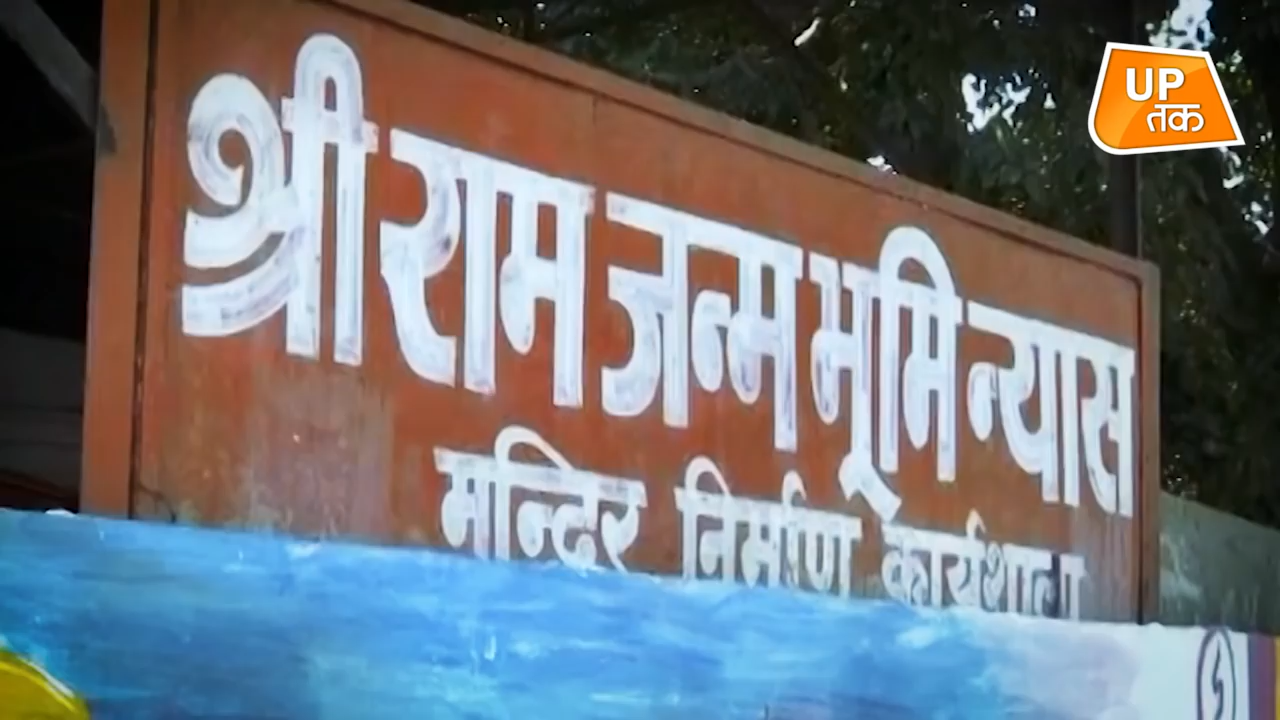 UP
तक
श्री राम जन्म भूमि न्यास
मन्दिर निर्माण कार्यशाला